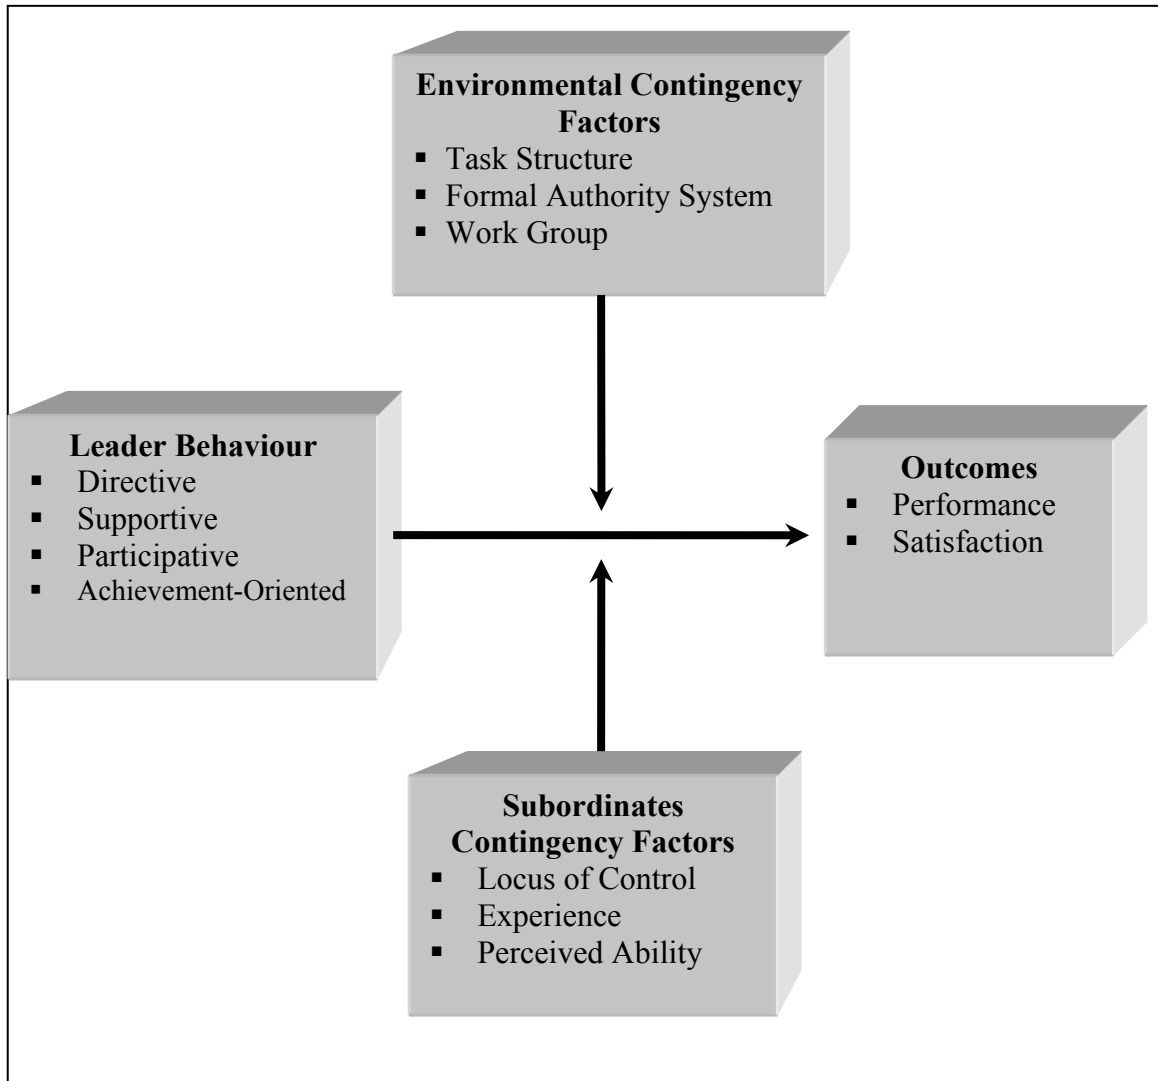 Environmental Contingency
Factors
▪ Task Structure
▪ Formal Authority System
▪ Work Group
Leader Behaviour
▪ Directive
▪ Supportive
▪ Participative
▪ Achievement-Oriented
Outcomes
▪ Performance
▪ Satisfaction
Subordinates
Contingency Factors
▪ Locus of Control
▪ Experience
▪ Perceived Ability